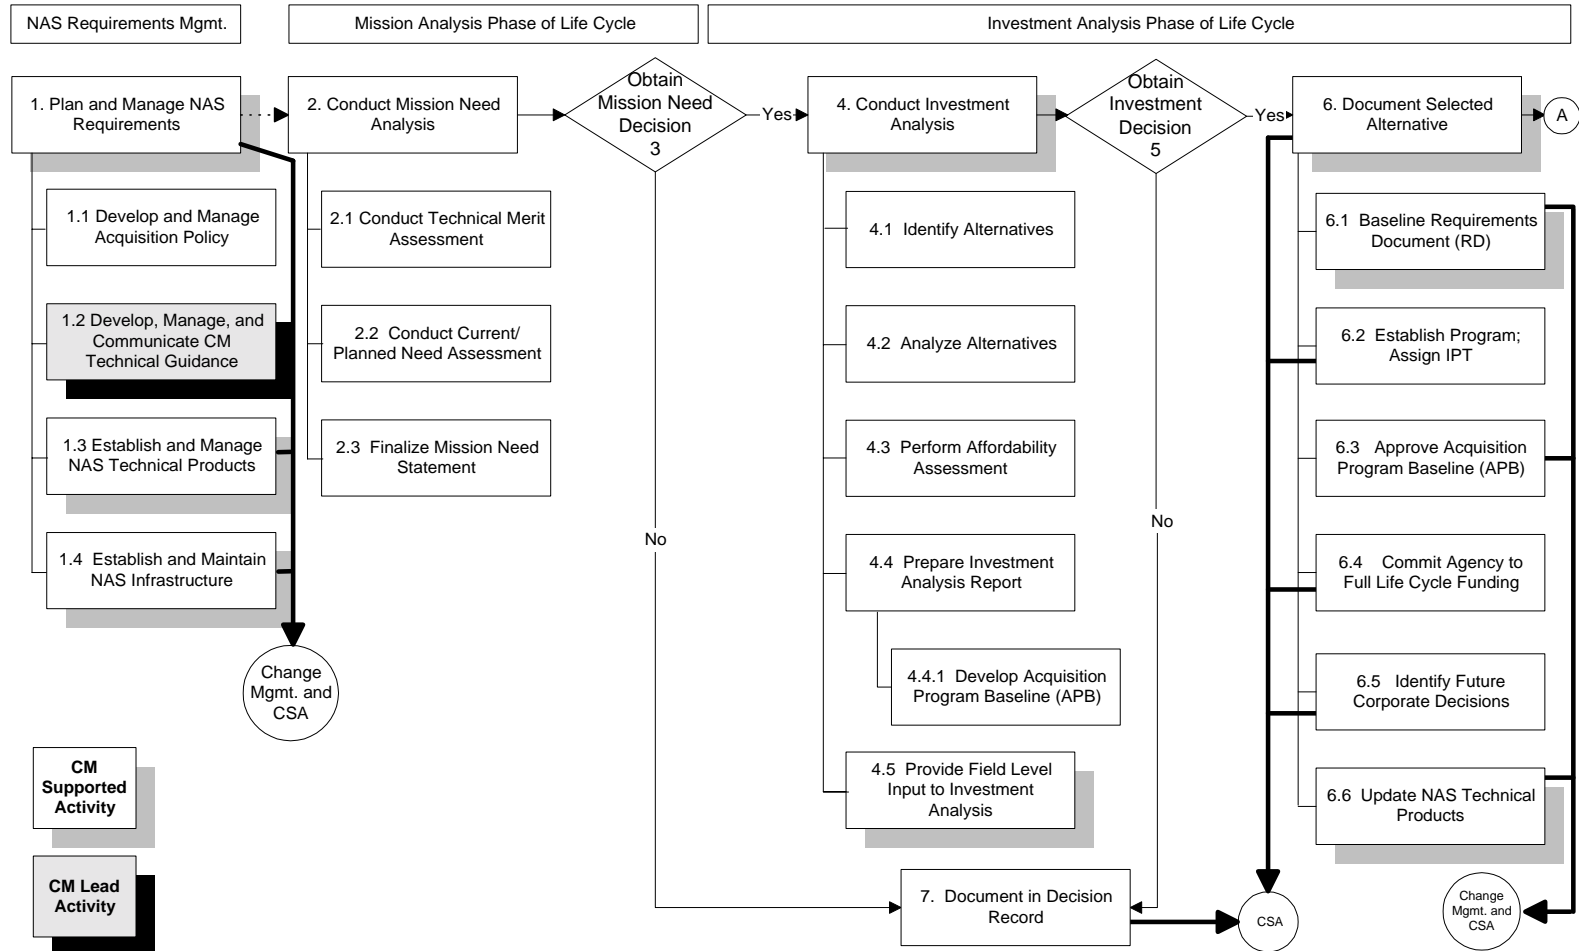 NAS Requirements Mgmt.
Mission Analysis Phase of Life Cycle
Investment Analysis Phase of Life Cycle
1. Plan and Manage NAS
Requirements
2. Conduct Mission Need
Analysis
Obtain
Mission Need
Decision
3
Yes
4. Conduct Investment
Analysis
Obtain
Investment
Decision
5
Yes
6. Document Selected
Alternative
A
1.1 Develop and Manage
Acquisition Policy
1.2 Develop, Manage, and
Communicate CM
Technical Guidance
1.3 Establish and Manage
NAS Technical Products
1.4 Establish and Maintain
NAS Infrastructure
Change
Mgmt. and
CSA
2.1 Conduct Technical Merit
Assessment
2.2 Conduct Current/
Planned Need Assessment
2.3 Finalize Mission Need
Statement
No
4.1 Identify Alternatives
4.2 Analyze Alternatives
4.3 Perform Affordability
Assessment
4.4 Prepare Investment
Analysis Report
4.4.1 Develop Acquisition
Program Baseline (APB)
4.5 Provide Field Level
Input to Investment
Analysis
No
6.1 Baseline Requirements
Document (RD)
6.2 Establish Program;
Assign IPT
6.3 Approve Acquisition
Program Baseline (APB)
6.4 Commit Agency to
Full Life Cycle Funding
6.5 Identify Future
Corporate Decisions
6.6 Update NAS Technical
Products
CM
Supported
Activity
CM Lead
Activity
7. Document in Decision
Record
CSA
Change
Mgmt. and
CSA